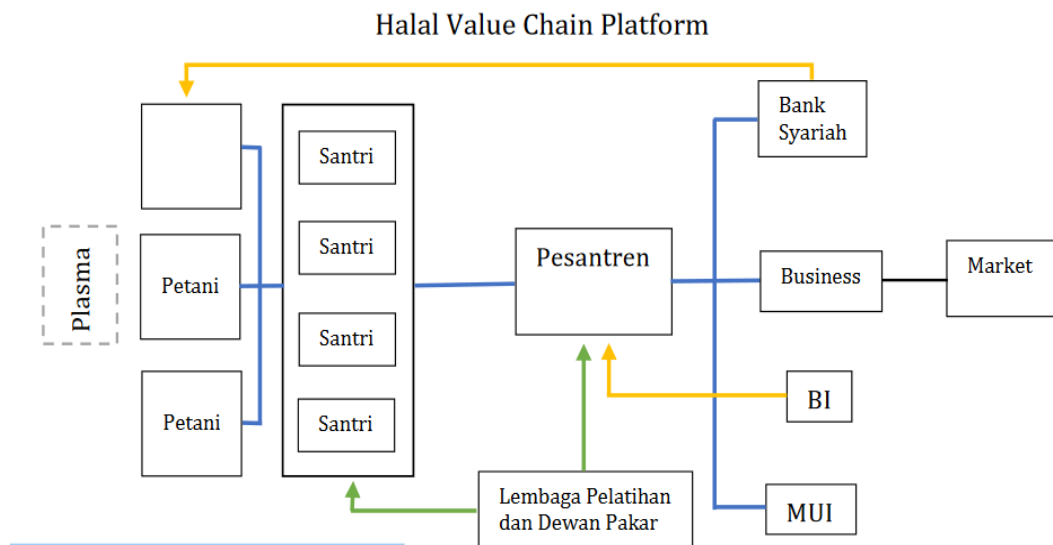 Halal Value Chain Platform
Bank
Syariah
Santri
Santri
Plasma
Petani
Pesantren
Business
Market
Santri
Petani
Santri
BI
Lembaga Pelatihan
dan Dewan Pakar
MUI